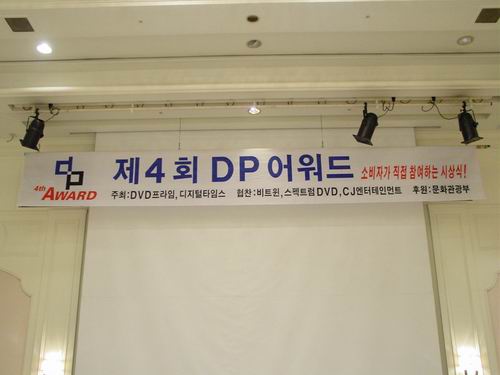 dp
4th
AWARD
제4회 DP 어워드 소비자가 직접 참여하는 시상식!
주최:DVD프라임,디지털타임스 협찬:비트윈,스펙트럼DVD,CJ엔터테인먼트 후원:문화관광부